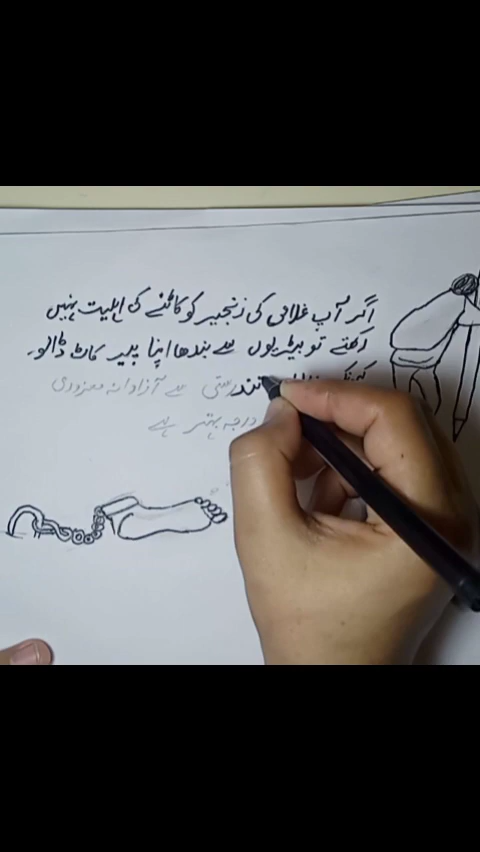 اگر آپ غلامی کی زنجیر کو کاٹنے کی اہلیت نہیں
رکھتے تو بیڑیوں سے بندھا اپنا پیر کاٹ ڈالو۔
کیونکہ تندرستی سے آزادانہ معزوری
درجہ بہتر ہے